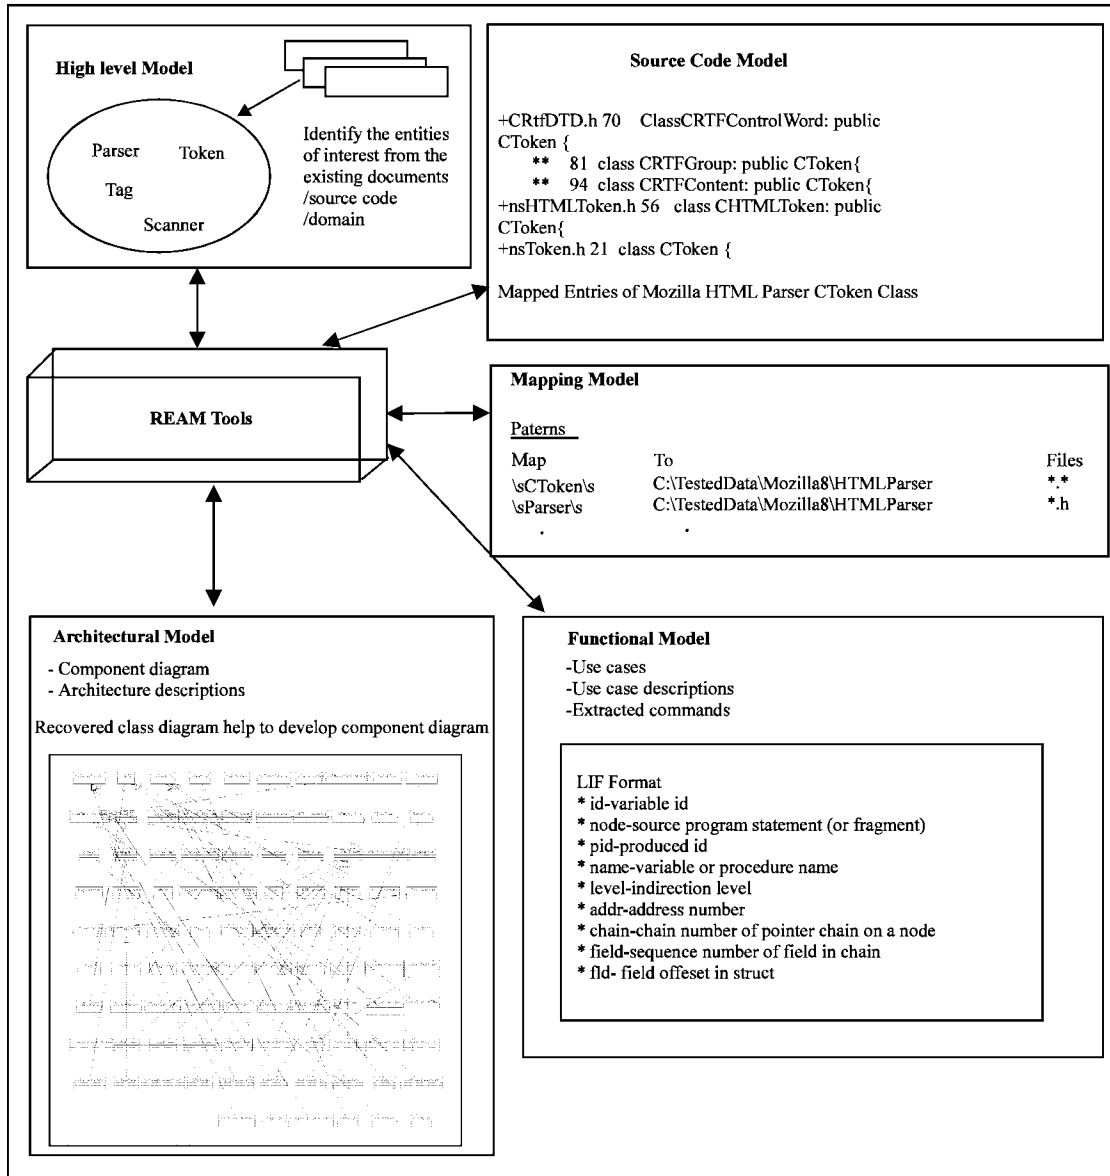 High level Model
Parser
Token
Tag
Scanner
Identify the entities
of interest from the
existing documents
/source code
/domain
Source Code Model
+CRtfDTD.h 70 ClassCRTFControlWord: public
CToken {
** 81 class CRTFGroup: public CToken{
** 94 class CRTFContent: public CToken{
+nsHTMLToken.h 56 class CHTMLToken: public
CToken{
+nsToken.h 21 class CToken {
Mapped Entries of Mozilla HTML Parser CToken Class
REAM Tools
Mapping Model
Paterns
Map To Files
\sCToken\s C:\TestedData\Mozilla8\HTMLParser *.*
\sParser\s C:\TestedData\Mozilla8\HTMLParser *.h
. .
Architectural Model
- Component diagram
- Architecture descriptions
Recovered class diagram help to develop component diagram
Functional Model
-Use cases
-Use case descriptions
-Extracted commands
LIF Format
* id-variable id
* node-source program statement (or fragment)
* pid-produced id
* name-variable or procedure name
* level-indirection level
* addr-address number
* chain-chain number of pointer chain on a node
* field-sequence number of field in chain
* fld- field offeset in struct